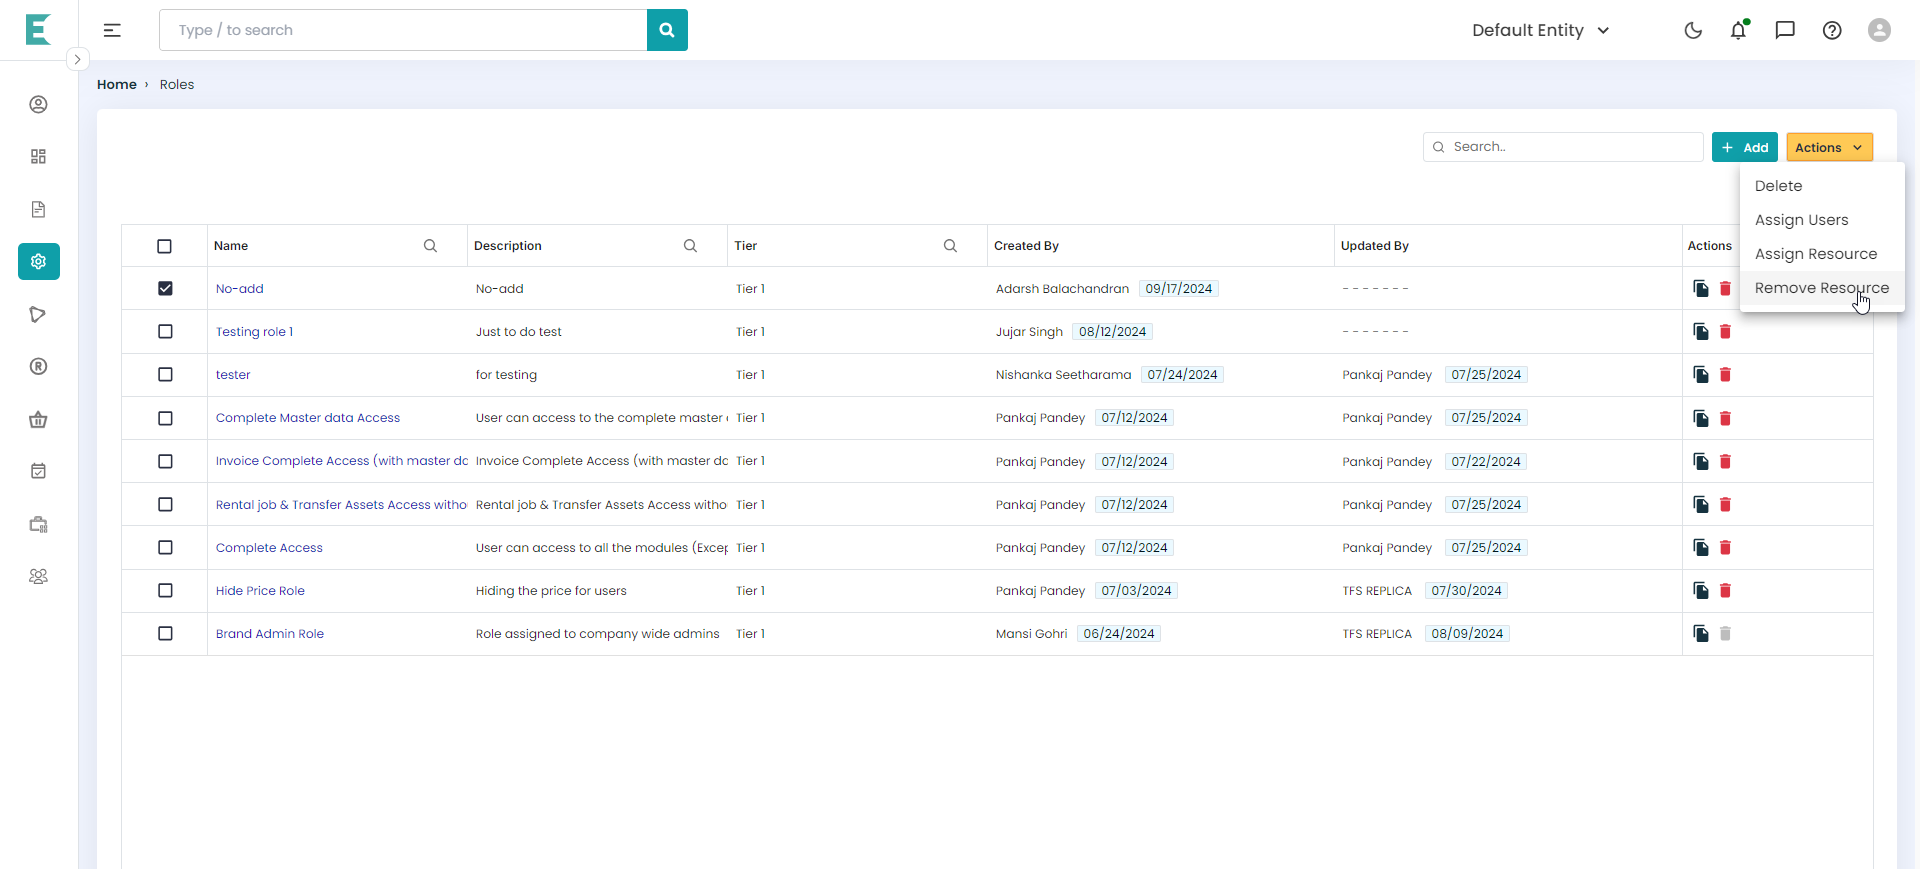 Type / to search
Default Entity
Home › Roles
Search..
+ Add
Actions
Delete
Assign Users
Assign Resource
Remove Resource
Name Description Tier Created By Updated By Actions
No-add No-add Tier 1 Adarsh Balachandran 09/17/2024 - - - - - - -
Testing role 1 Just to do test Tier 1 Jujar Singh 08/12/2024 - - - - - - -
tester for testing Tier 1 Nishanka Seetharama 07/24/2024 Pankaj Pandey 07/25/2024
Complete Master data Access User can access to the complete master Tier 1 Pankaj Pandey 07/12/2024 Pankaj Pandey 07/25/2024
Invoice Complete Access (with master Invoice Complete Access (with master Tier 1 Pankaj Pandey 07/12/2024 Pankaj Pandey 07/22/2024
Rental job & Transfer Assets Access witho Rental job & Transfer Assets Access witho Tier 1 Pankaj Pandey 07/12/2024 Pankaj Pandey 07/25/2024
Complete Access User can access to all the modules (Excep Tier 1 Pankaj Pandey 07/12/2024 Pankaj Pandey 07/25/2024
Hide Price Role Hiding the price for users Tier 1 Pankaj Pandey 07/03/2024 TFS REPLICA 07/30/2024
Brand Admin Role Role assigned to company wide admins Tier 1 Mansi Gohri 06/24/2024 TFS REPLICA 08/09/2024